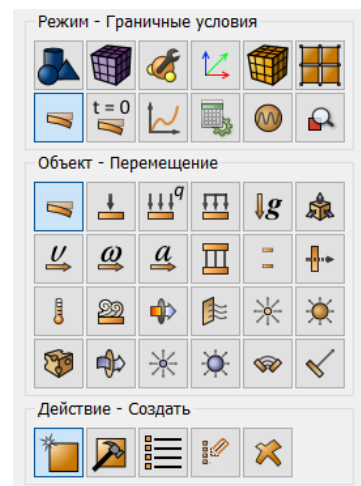 Режим - Граничные условия
t = 0
Объект - Перемещение
q
g
υ ω a
Действие - Создать